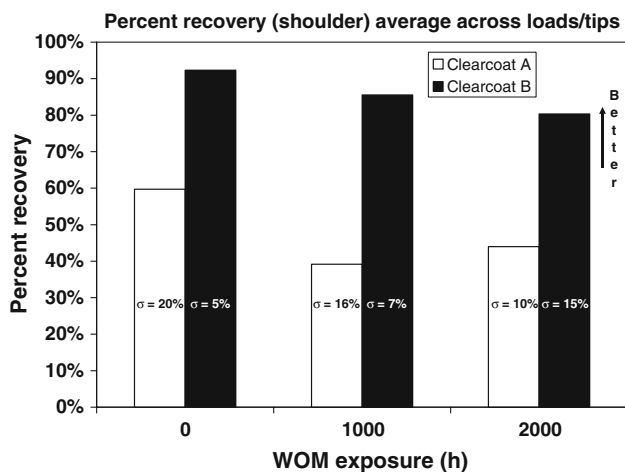 Percent recovery (shoulder) average across loads/tips
100%
90%
80%
70%
60%
50%
40%
30%
20%
10%
0%
Percent recovery
Clearcoat A
Clearcoat B
Better
σ = 20% σ = 5%
σ = 16% σ = 7%
σ = 10% σ = 15%
0 1000 2000
WOM exposure (h)